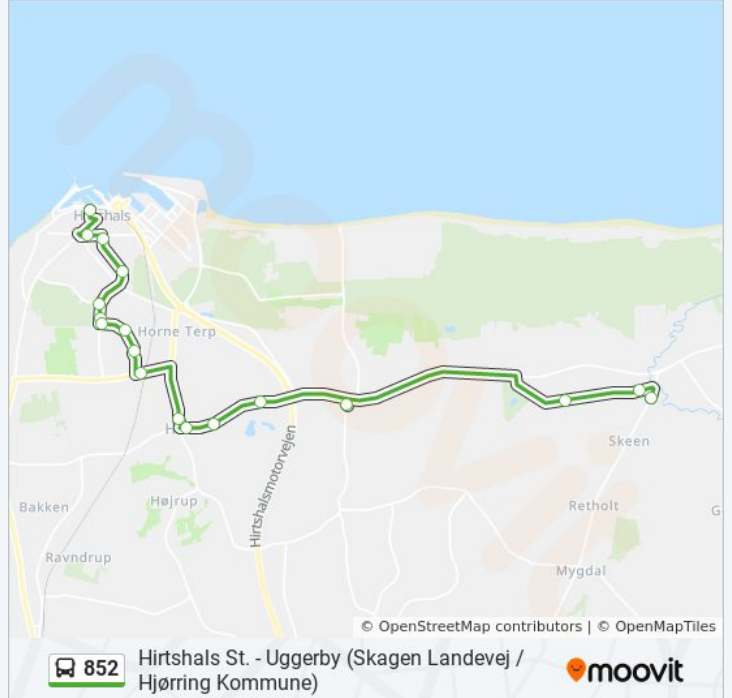 Hirtshals
Horne Terp
H
Hirtshalsmotorvejen
Skeen
Højrup
Bakken
Retholt
G
Ravndrup
Mygdal
© OpenStreetMap contributors | © OpenMapTiles
852
Hirtshals St. - Uggerby (Skagen Landevej /
Hjørring Kommune)
moovit
moovit